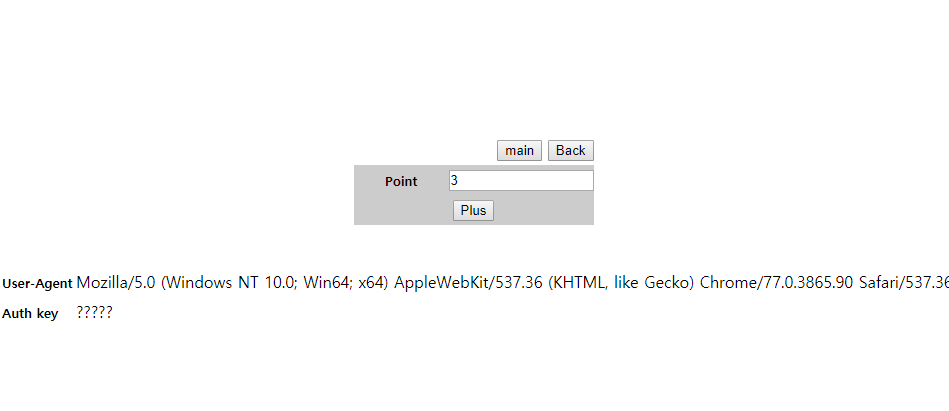 main Back
Point 3
Plus
User-Agent Mozilla/5.0 (Windows NT 10.0; Win64; x64) AppleWebKit/537.36 (KHTML, like Gecko) Chrome/77.0.3865.90 Safari/537.36
Auth key ?????